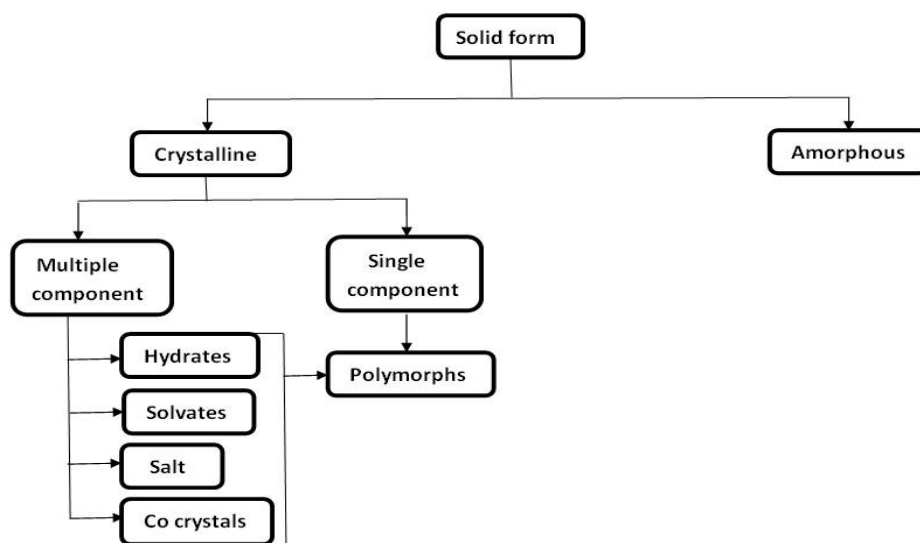 Solid form
Crystalline
Amorphous
Multiple
component
Single
component
Hydrates
Polymorphs
Solvates
Salt
Co crystals